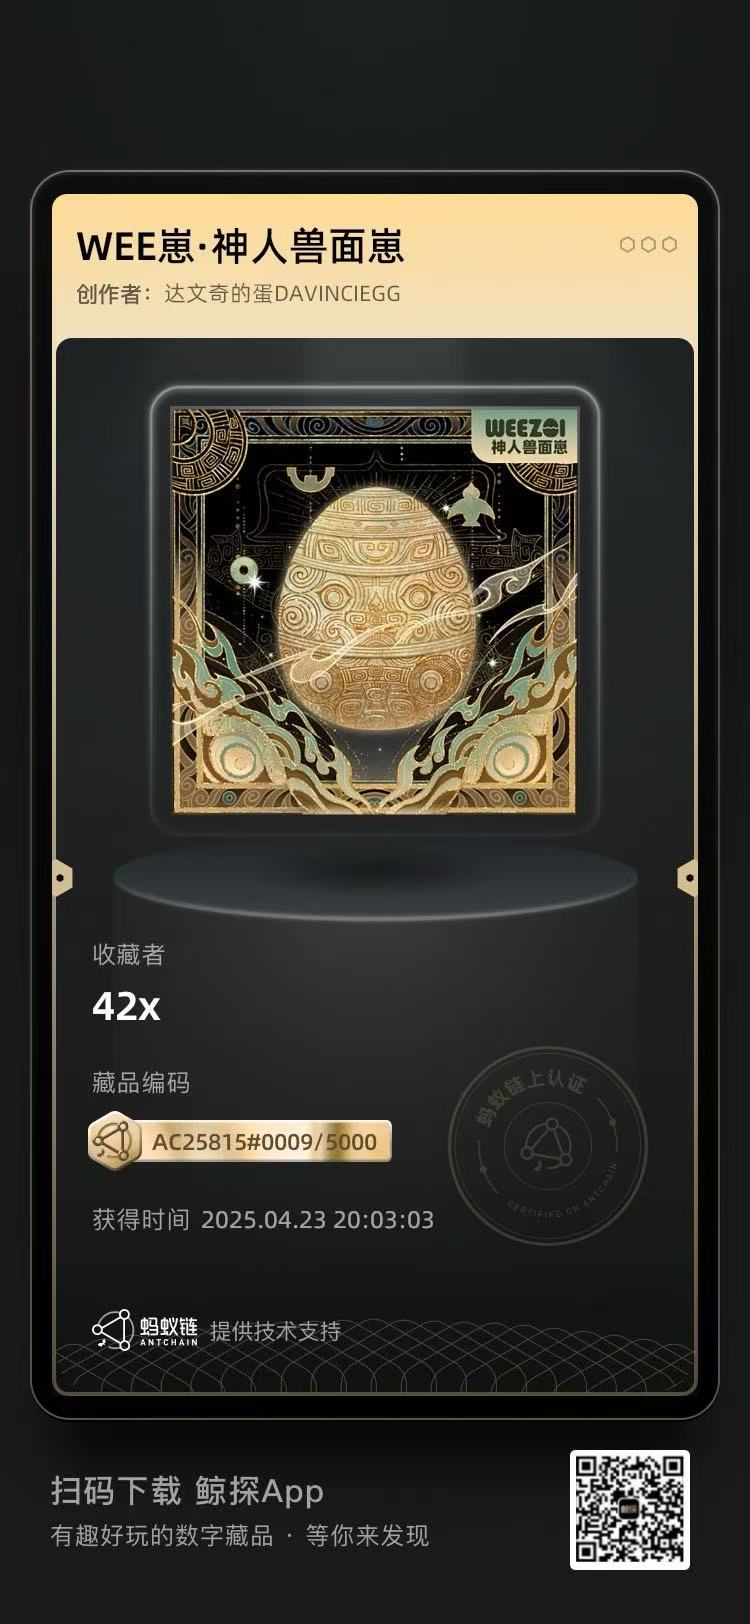 WEE崽·神人兽面崽
创作者：达文奇的蛋DAVINCIEGG
WEEZOI
神人兽面崽
收藏者
42x
藏品编码
AC25815#0009/5000
蚂蚁链上认证
CERTIFIED ON ANTCHAIN
获得时间 2025.04.23 20:03:03
蚂蚁链
ANTCHAIN
提供技术支持
扫码下载 鲸探App
有趣好玩的数字藏品 · 等你来发现